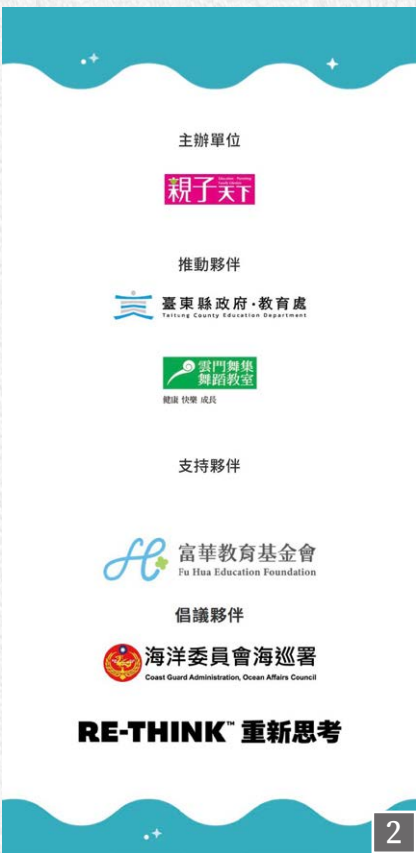 主辦單位
親子天下
推動夥伴
臺東縣政府·教育處
Taitung County Education Department
雲門舞集
舞蹈教室
健康 快樂 成長
支持夥伴
富華教育基金會
Fu Hua Education Foundation
倡議夥伴
海洋委員會海巡署
Coast Guard Administration, Ocean Affairs Council
RE-THINK™ 重新思考
2